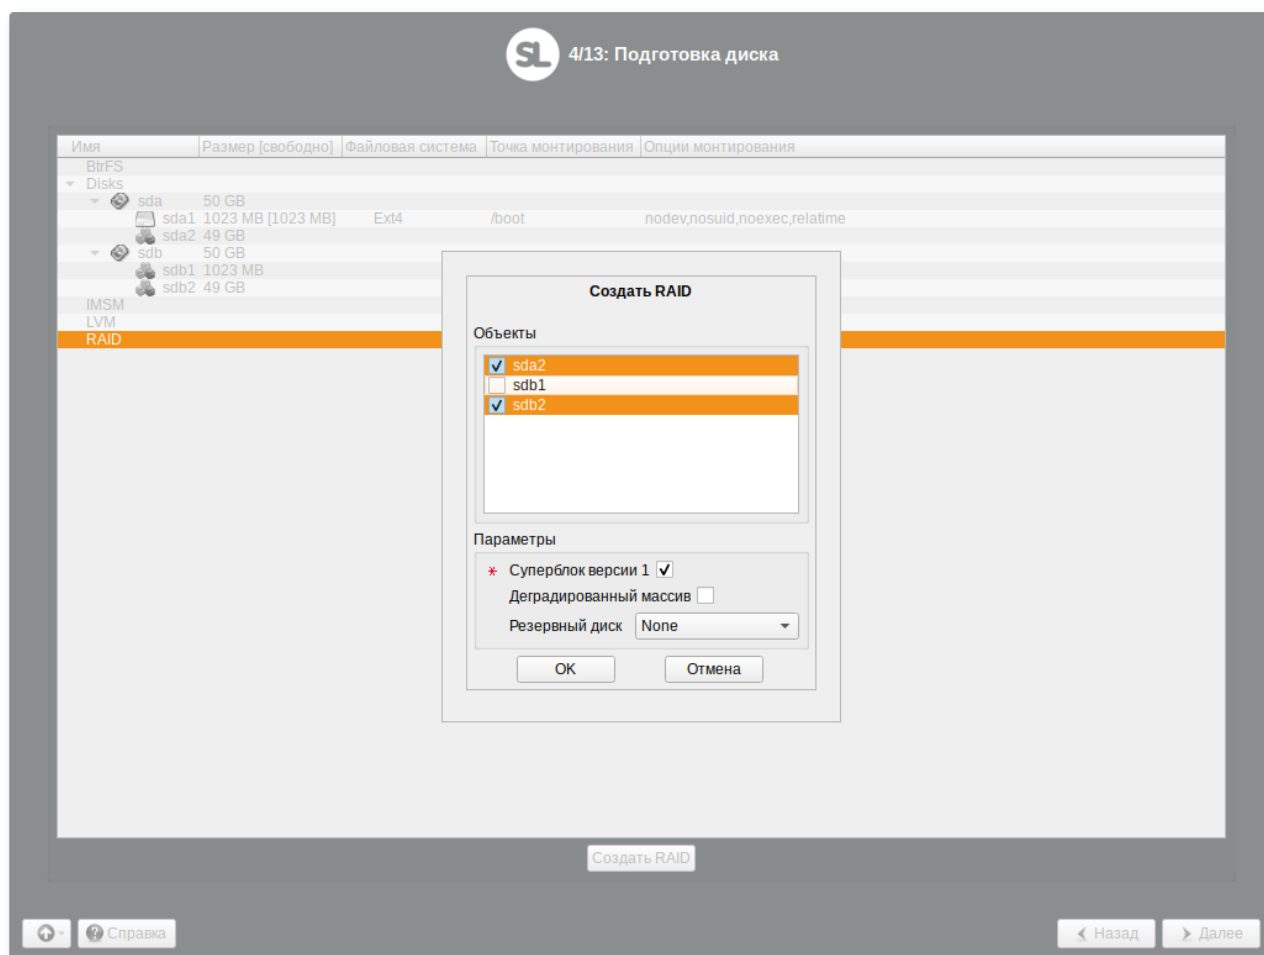 SL 4/13: Подготовка диска
Имя Размер [свободно] Файловая система Точка монтирования Опции монтирования
BtrFS
Disks
sda 50 GB
sda1 1023 MB [1023 MB] Ext4 /boot nodev,nosuid,noexec,relatime
sda2 49 GB
sdb 50 GB
sdb1 1023 MB
sdb2 49 GB
IMSM
LVM
RAID
Создать RAID
Объекты
sda2
sdb1
sdb2
Параметры
* Суперблок версии 1
Деградированный массив
Резервный диск None
OK Отмена
Создать RAID
Справка Назад Далее